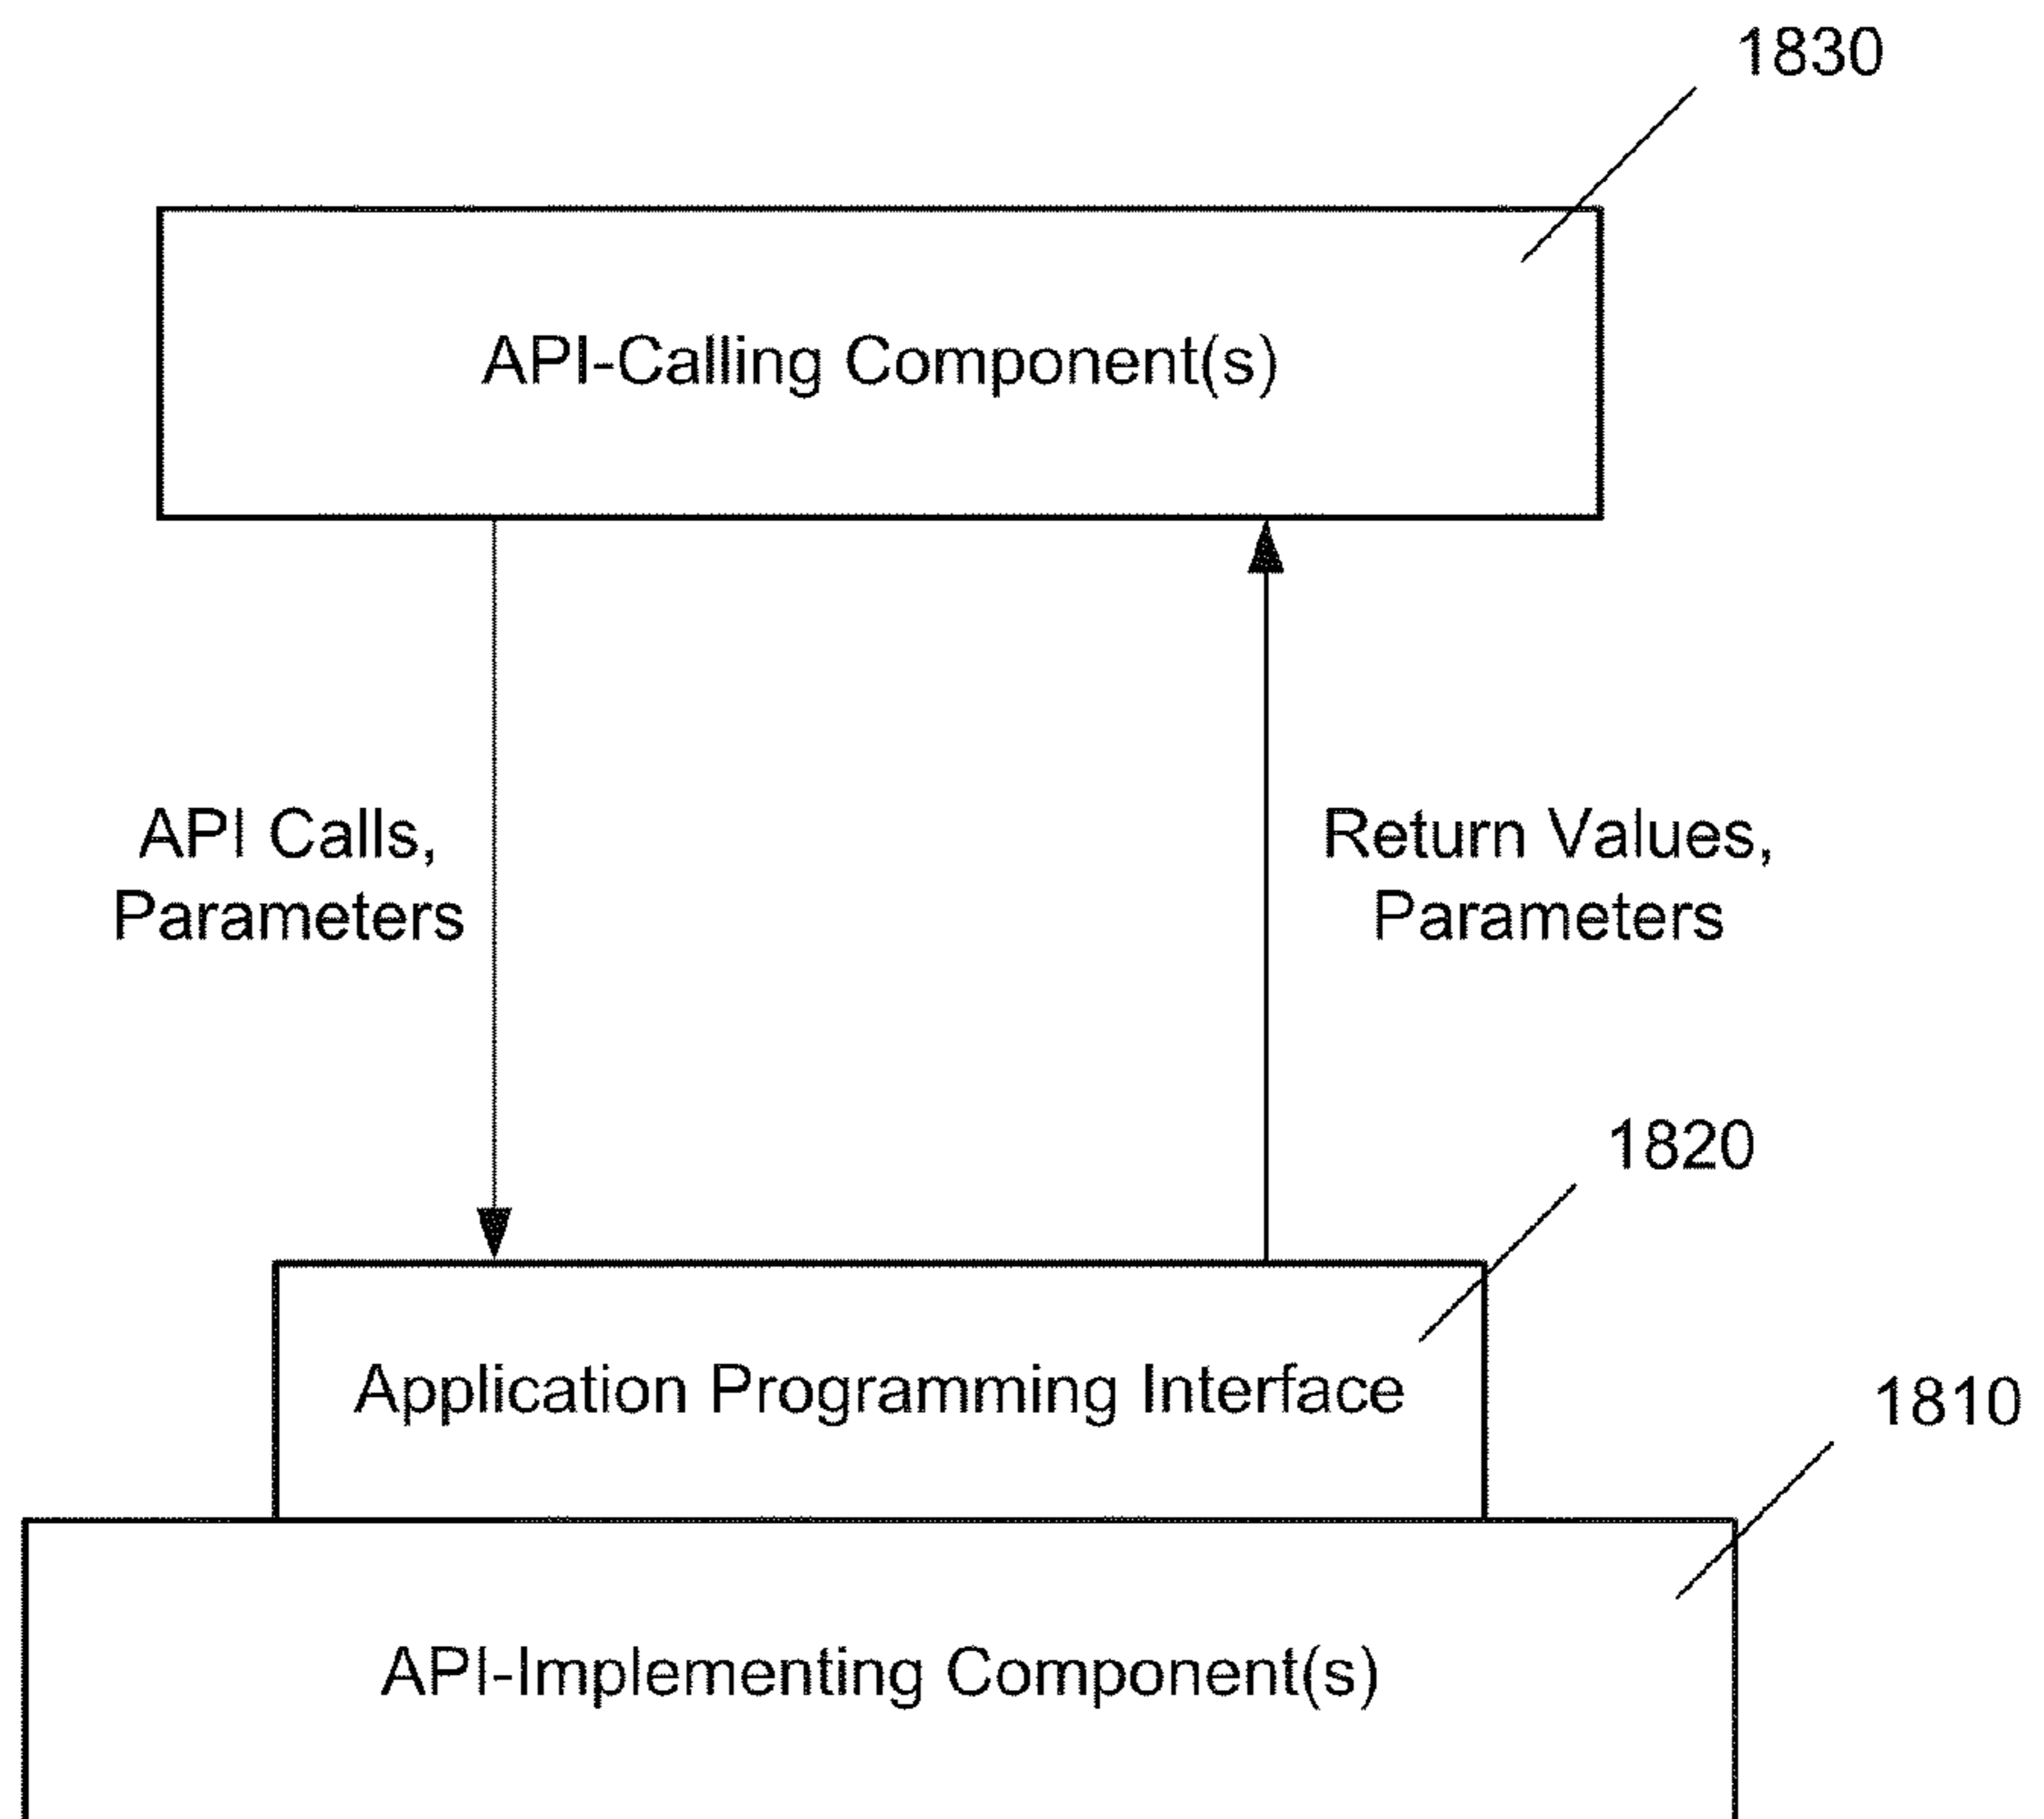 1830
API-Calling Component(s)
API Calls,
Parameters
Return Values,
Parameters
1820
Application Programming Interface
1810
API-Implementing Component(s)